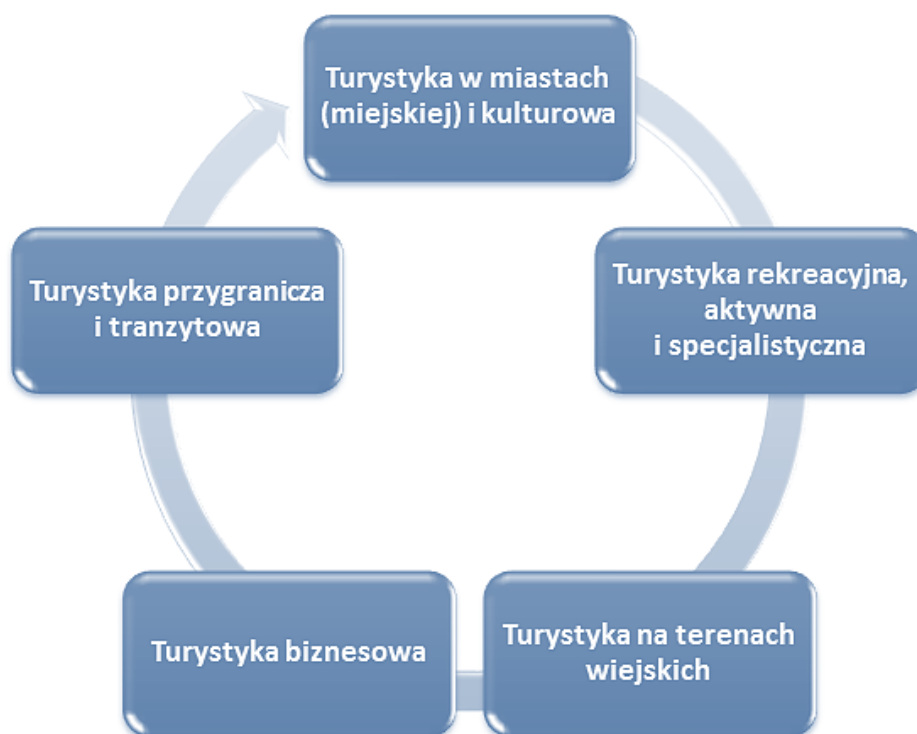 Turystyka w miastach
(miejskiej) i kulturowa
Turystyka rekreacyjna,
aktywna
i specjalistyczna
Turystyka na terenach
wiejskich
Turystyka biznesowa
Turystyka przygranicza
i tranzytowa